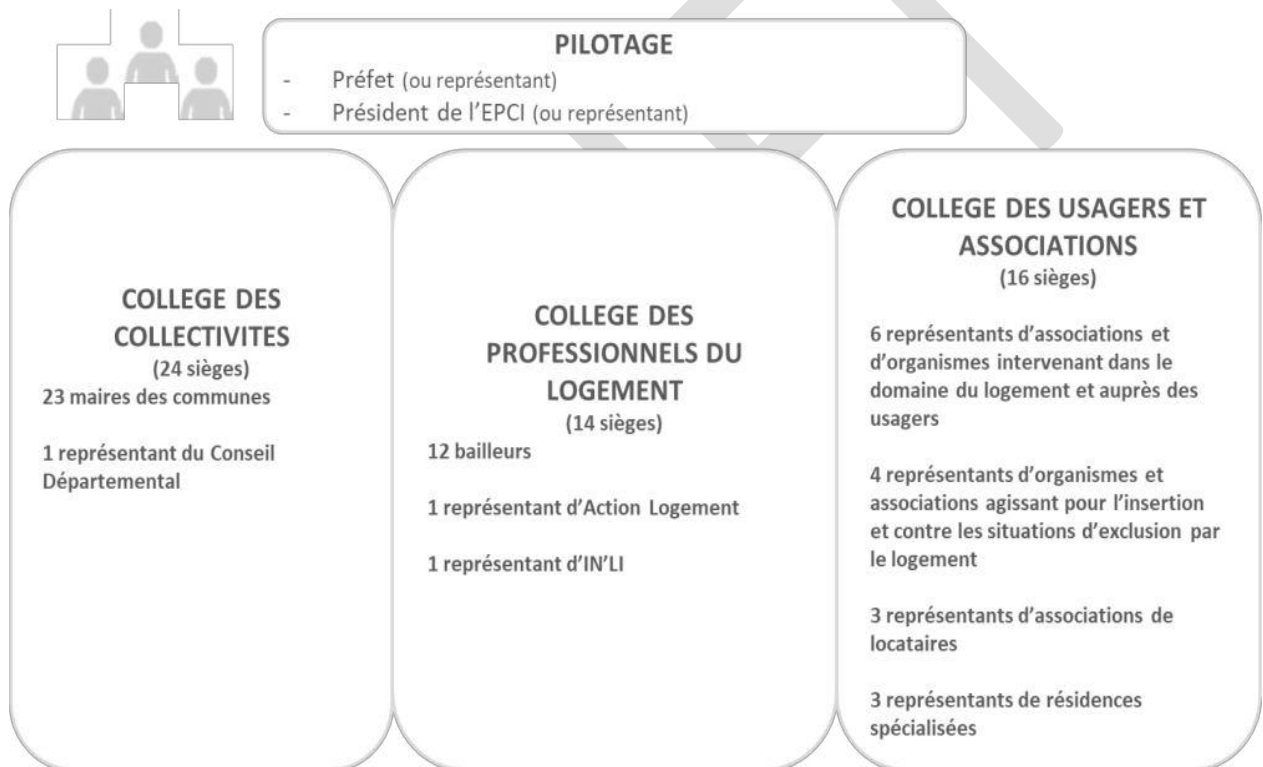 PILOTAGE
- Préfet (ou représentant)
- Président de l'EPCI (ou représentant)
COLLEGE DES
COLLECTIVITES
(24 sièges)
23 maires des communes
1 représentant du Conseil
Départemental
COLLEGE DES
PROFESSIONNELS DU
LOGEMENT
(14 sièges)
12 bailleurs
1 représentant d'Action Logement
1 représentant d'IN'LI
COLLEGE DES USAGERS ET
ASSOCIATIONS
(16 sièges)
6 représentants d'associations et
d'organismes intervenant dans le
domaine du logement et auprès des
usagers
4 représentants d'organismes et
associations agissant pour l'insertion
et contre les situations d'exclusion par
le logement
3 représentants d'associations de
locataires
3 représentants de résidences
spécialisées